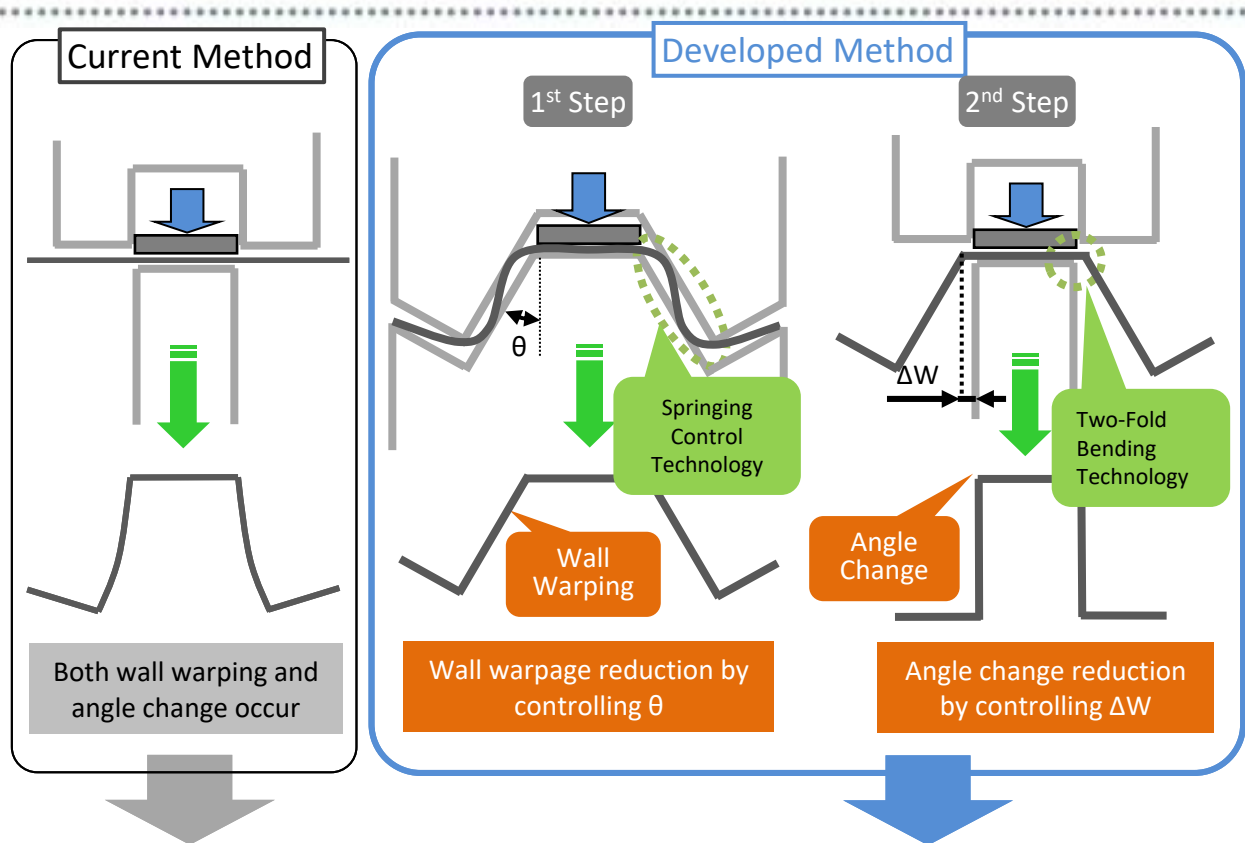 Current Method
Developed Method
1st Step
2nd Step
θ
ΔW
Springing
Control
Technology
Two-Fold
Bending
Technology
Wall
Warping
Angle
Change
Both wall warping and
angle change occur
Wall warpage reduction by
controlling θ
Angle change reduction
by controlling ΔW